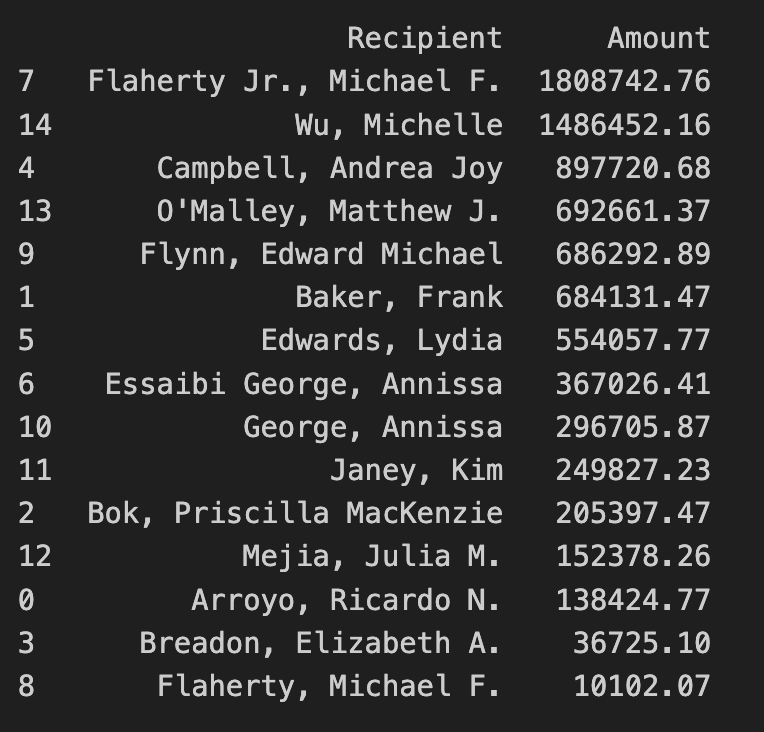 Recipient Amount
7 Flaherty Jr., Michael F. 1808742.76
14 Wu, Michelle 1486452.16
4 Campbell, Andrea Joy 897720.68
13 O'Malley, Matthew J. 692661.37
9 Flynn, Edward Michael 686292.89
1 Baker, Frank 684131.47
5 Edwards, Lydia 554057.77
6 Essaibi George, Annissa 367026.41
10 George, Annissa 296705.87
11 Janey, Kim 249827.23
2 Bok, Priscilla MacKenzie 205397.47
12 Mejia, Julia M. 152378.26
0 Arroyo, Ricardo N. 138424.77
3 Breadon, Elizabeth A. 36725.10
8 Flaherty, Michael F. 10102.07